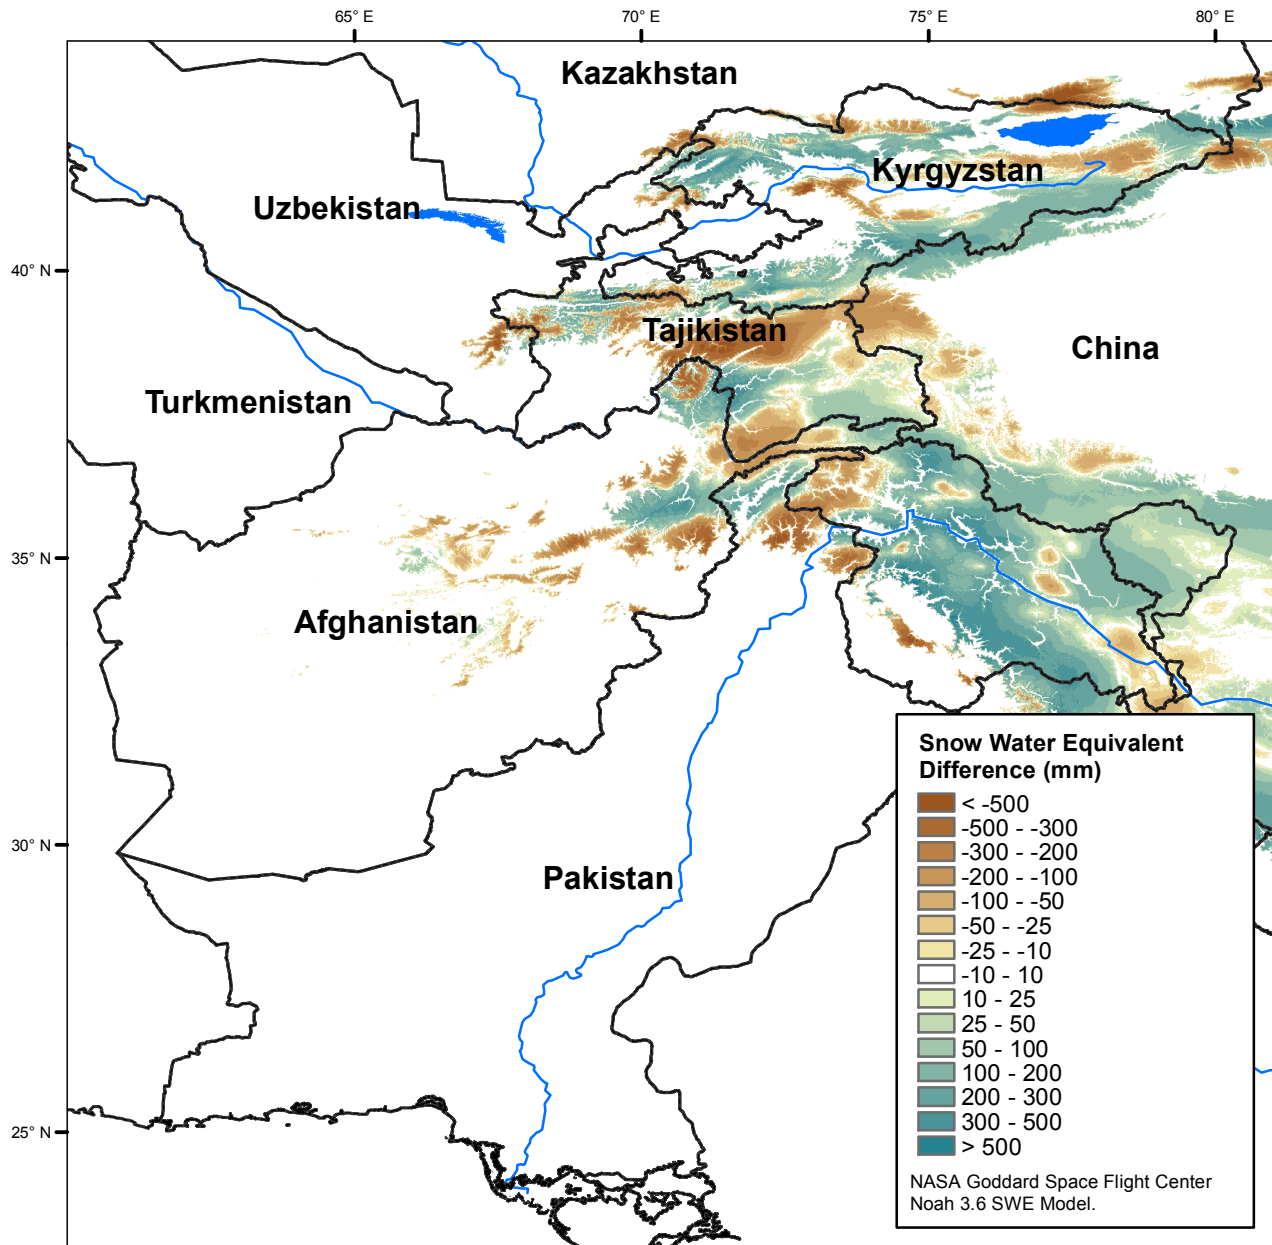 65° E
70° E
75° E
80° E
Kazakhstan
Kyrgyzstan
Uzbekistan
40° N
Tajikistan
China
Turkmenistan
35° N
Afghanistan
30° N
Pakistan
25° N
Snow Water Equivalent
Difference (mm)
< -500
-500 - -300
-300 - -200
-200 - -100
-100 - -50
-50 - -25
-25 - -10
-10 - 10
10 - 25
25 - 50
50 - 100
100 - 200
200 - 300
300 - 500
> 500
NASA Goddard Space Flight Center
Noah 3.6 SWE Model.